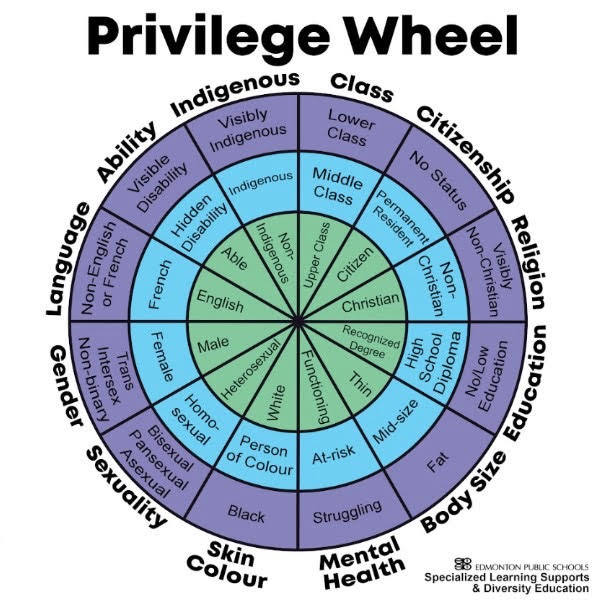 Privilege Wheel
Indigenous
Class
Citizenship
Religion
Education
Body Size
Mental
Health
Skin
Colour
Sexuality
Gender
Language
Ability
Visibly
Indigenous
Indigenous
Non-
Indigenous
Lower
Class
Middle
Class
Upper Class
No Status
Permanent
Resident
Citizen
Visibly
Non-Christian
Non-
Christian
Christian
No/Low
Education
High
School
Diploma
Recognized
Degree
Fat
Mid-size
Thin
Struggling
At-risk
Functioning
Black
Person
of Colour
White
Bisexual
Pansexual
Asexual
Homo-
sexual
Heterosexual
Trans
Intersex
Non-binary
Female
Male
Non-English
or French
French
English
Visible
Disability
Hidden
Disability
Able
EDMONTON PUBLIC SCHOOLS
Specialized Learning Supports
& Diversity Education